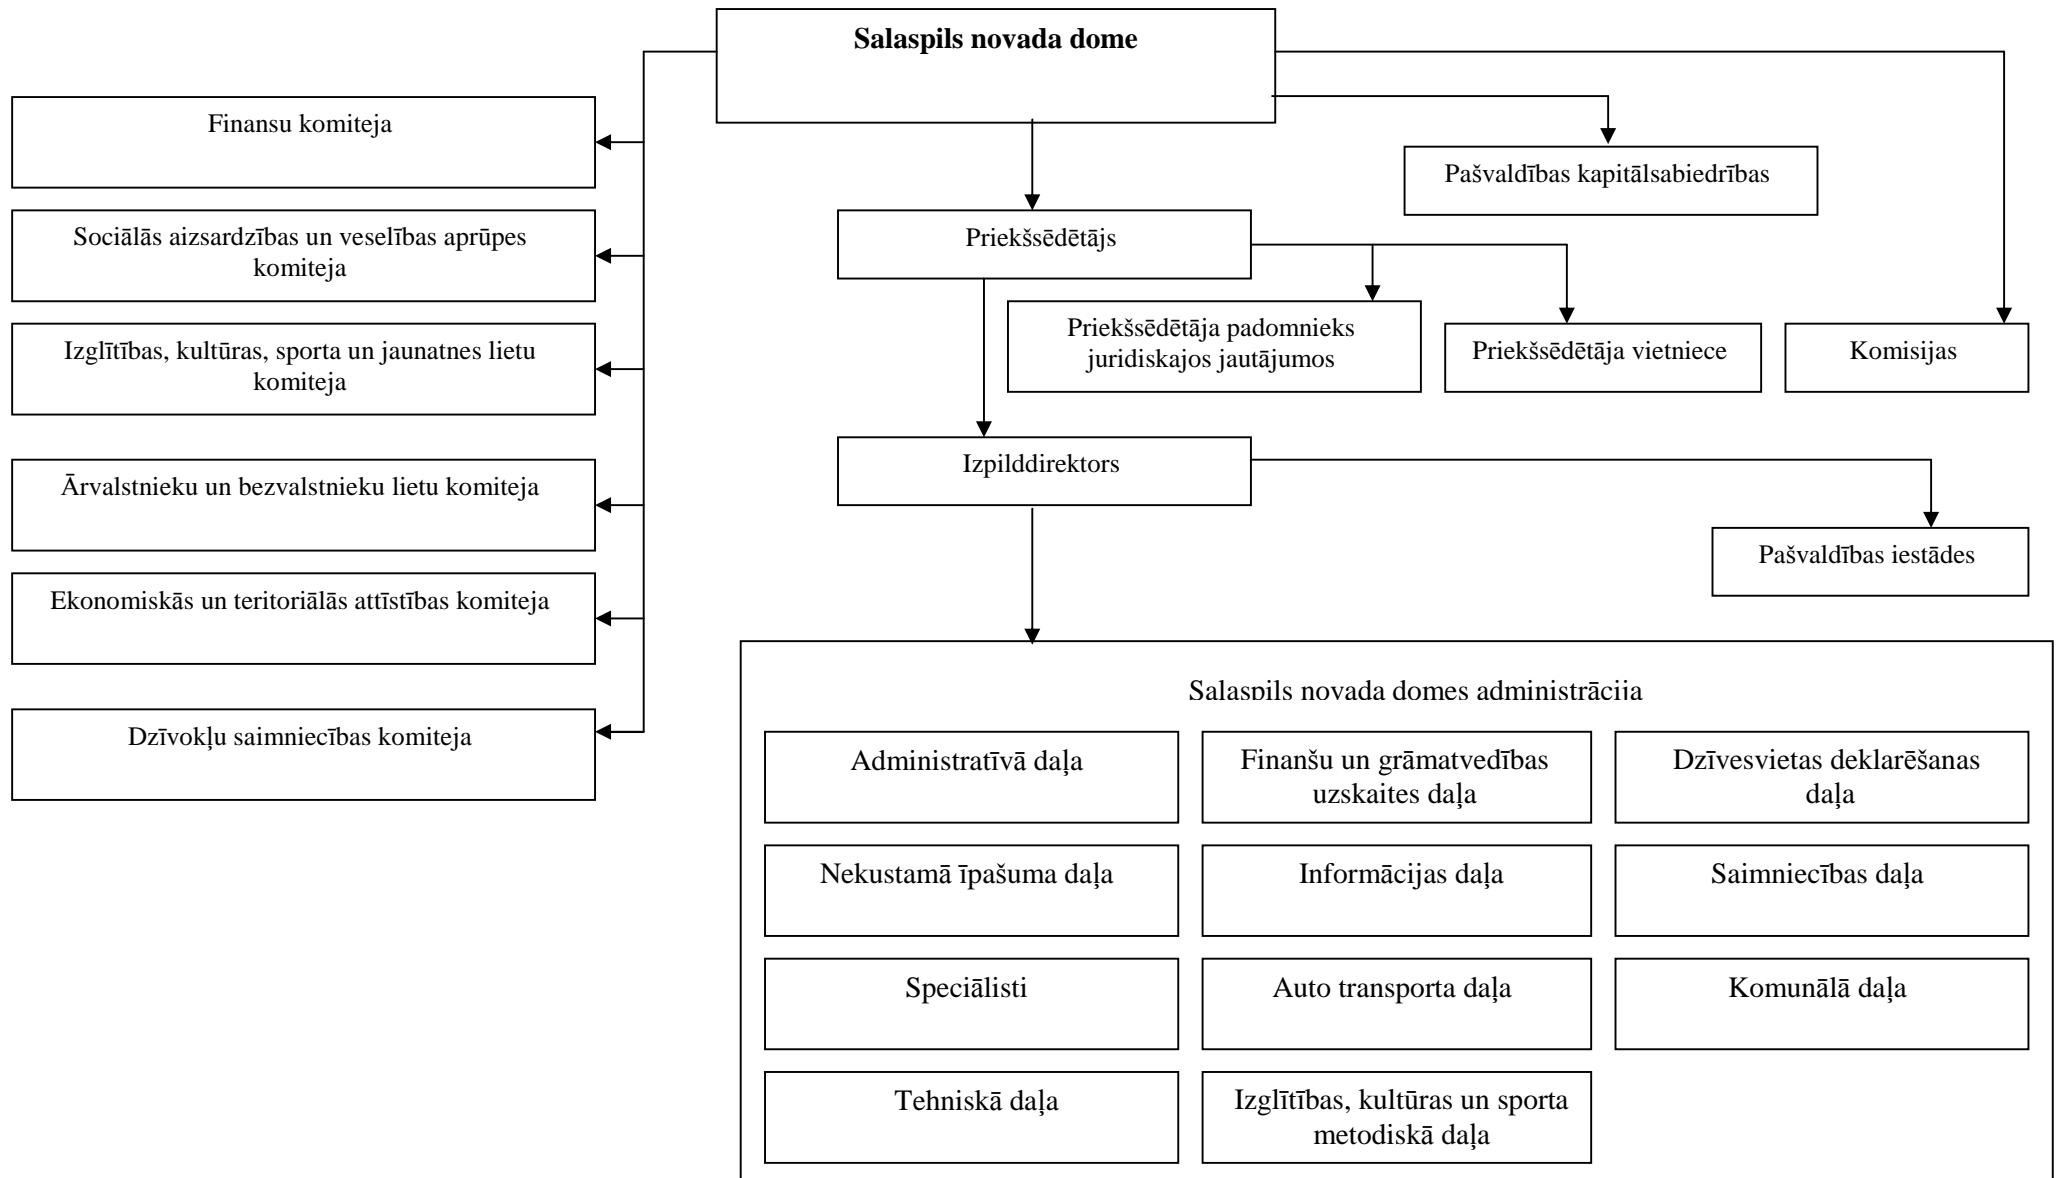 Salaspils novada dome
Finansu komiteja
Sociālās aizsardzības un veselības aprūpes
komiteja
Izglītības, kultūras, sporta un jaunatnes lietu
komiteja
Ārvalstnieku un bezvalstnieku lietu komiteja
Ekonomiskās un teritoriālās attīstības komiteja
Dzīvokļu saimniecības komiteja
Pašvaldības kapitālsabiedrības
Priekšsēdētājs
Priekšsēdētāja padomnieks
juridiskajos jautājumos
Priekšsēdētāja vietniece
Komisijas
Izpilddirektors
Pašvaldības iestādes
Salaspils novada domes administrācija
Administratīvā daļa
Finanšu un grāmatvedības
uzskaites daļa
Dzīvesvietas deklarēšanas
daļa
Nekustamā īpašuma daļa
Informācijas daļa
Saimniecības daļa
Speciālisti
Auto transporta daļa
Komunālā daļa
Tehniskā daļa
Izglītības, kultūras un sporta
metodiskā daļa